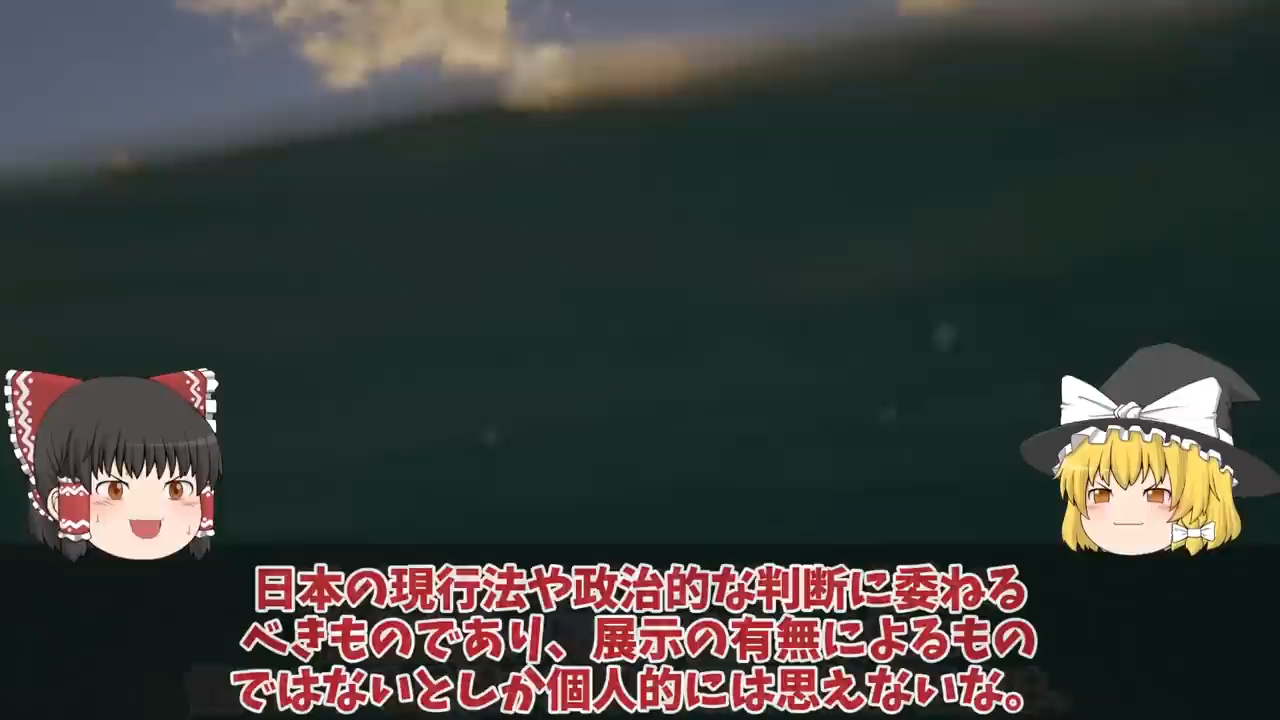 日本の現行法や政治的な判断に委ねる
べきものであり、展示の有無によるもの
ではないとしか個人的には思えないな。